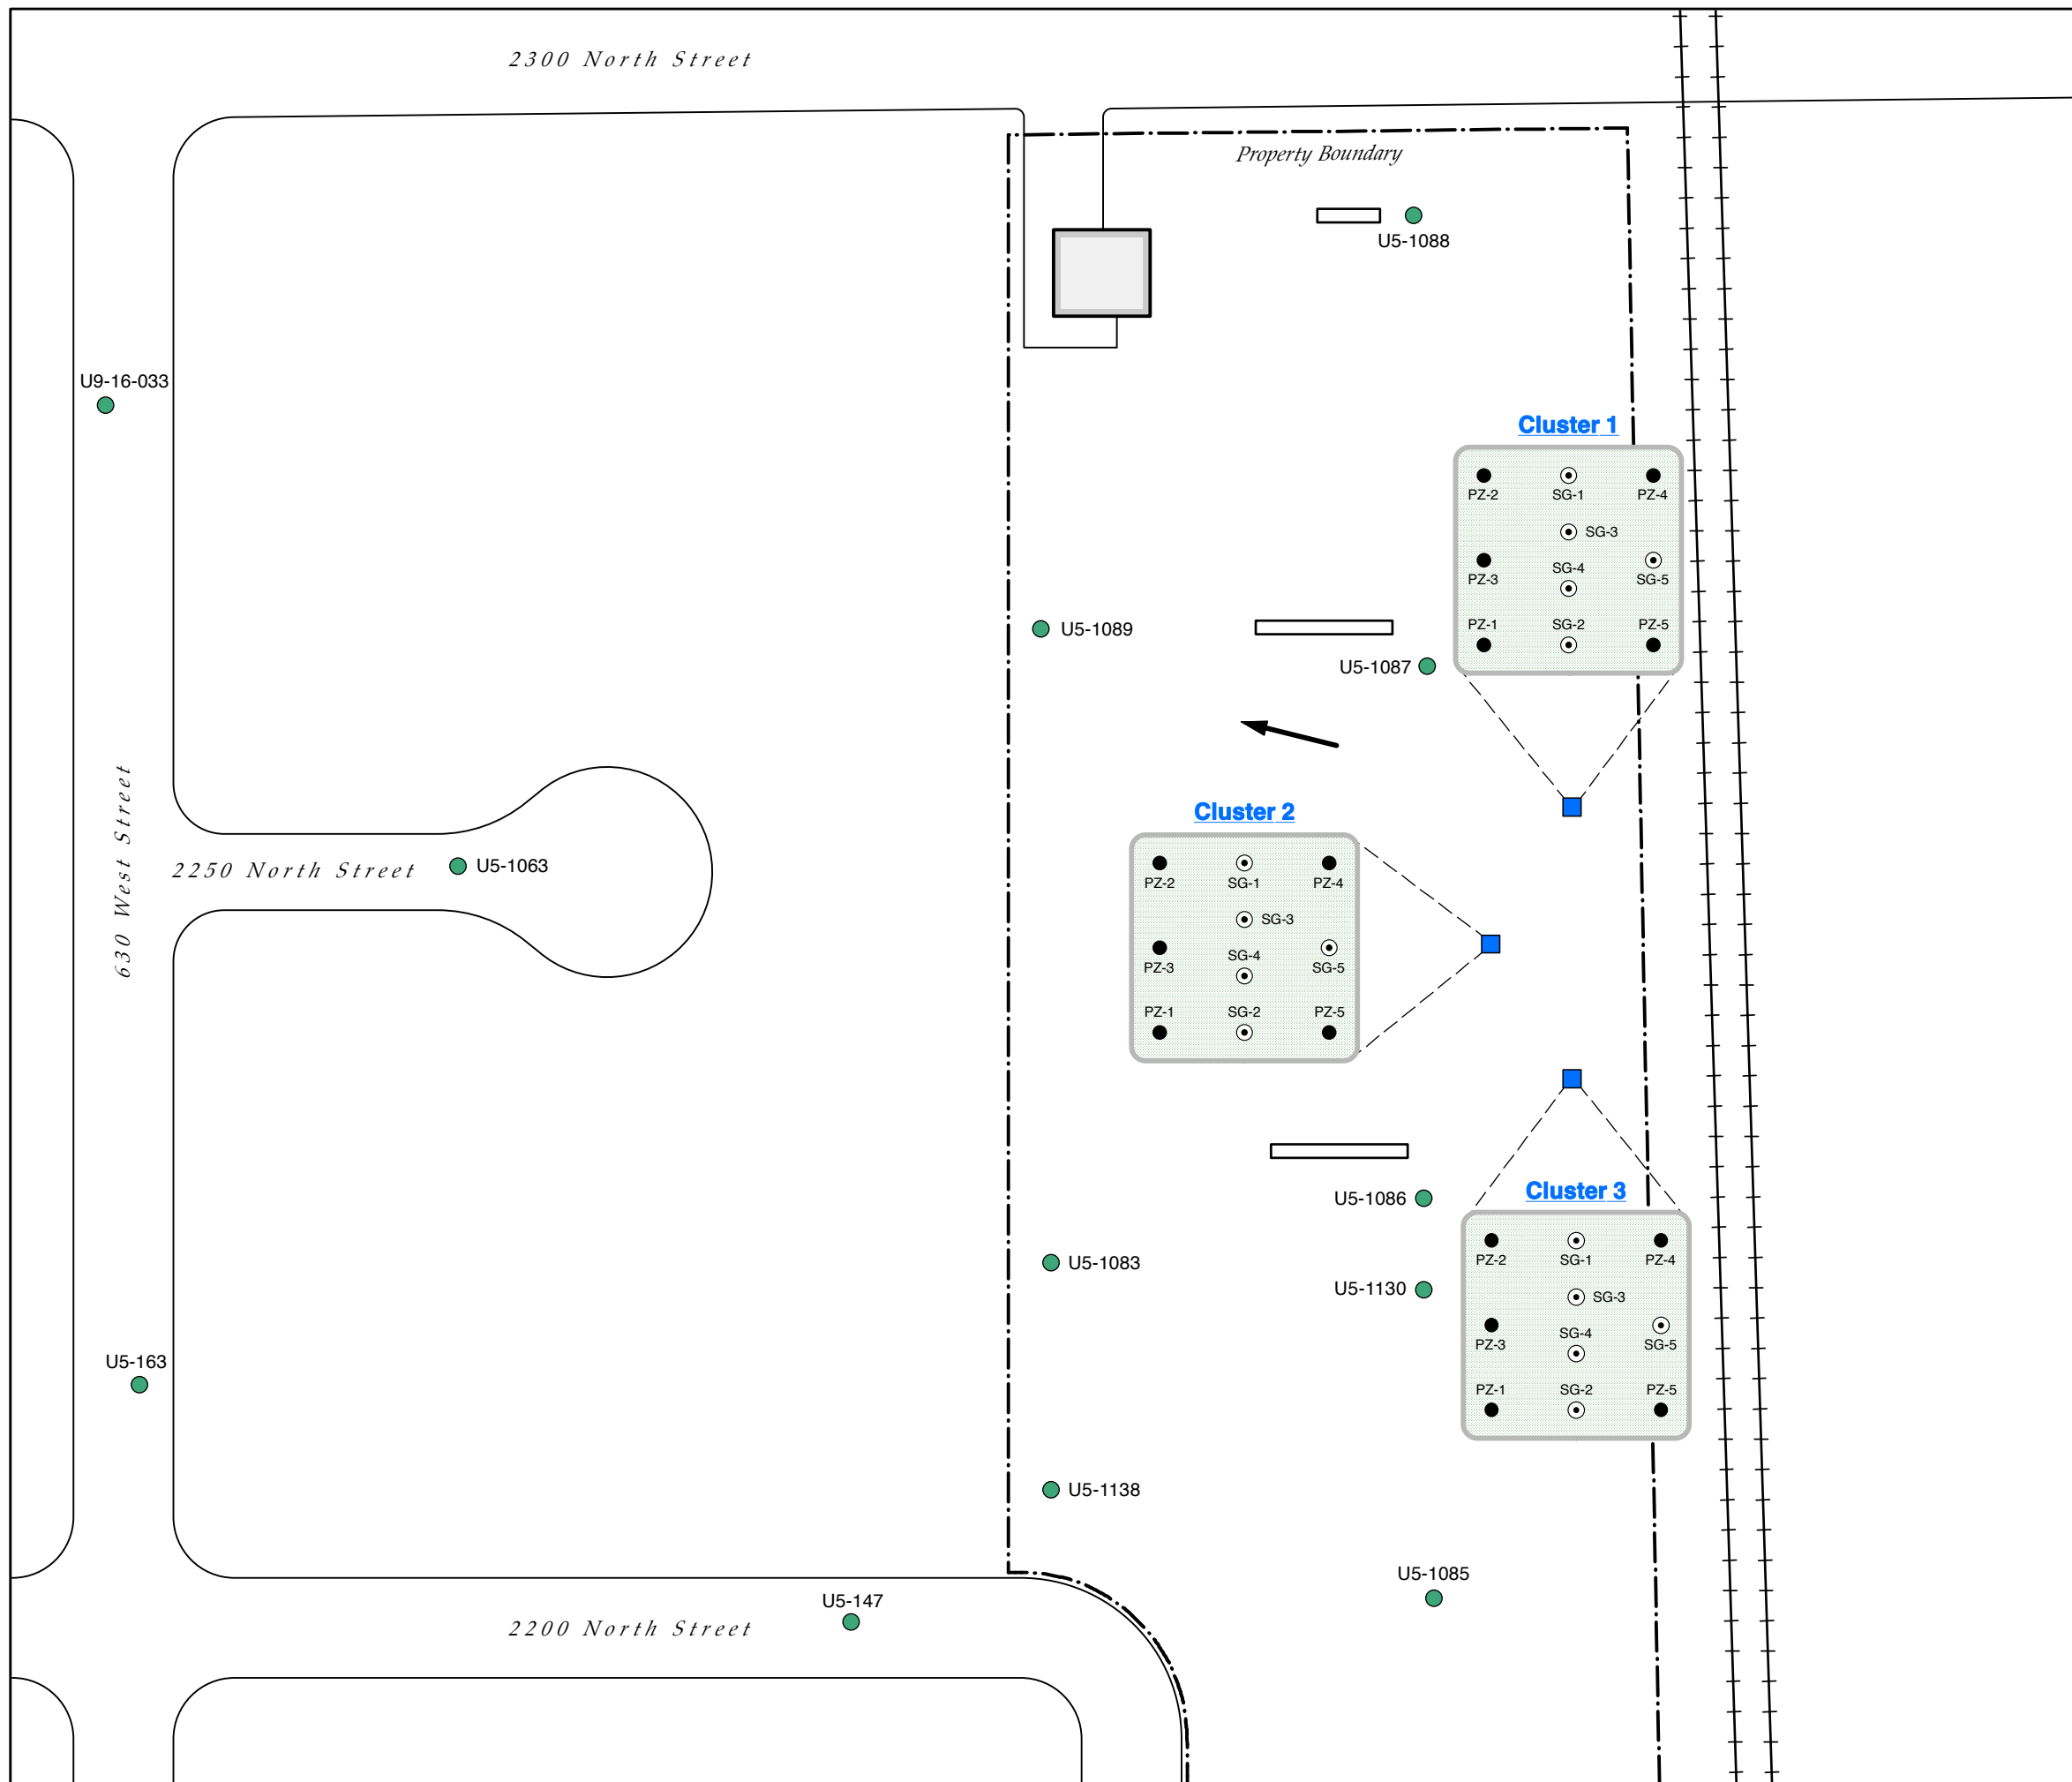 2300 North Street
Property Boundary
U5-1088
U9-16-033
Cluster 1
PZ-2
SG-1
PZ-4
SG-3
SG-4
PZ-3
SG-5
PZ-1
SG-2
PZ-5
U5-1089
U5-1087
630 West Street
2250 North Street
U5-1063
Cluster 2
PZ-2
SG-1
PZ-4
SG-3
SG-4
PZ-3
SG-5
PZ-1
SG-2
PZ-5
Cluster 3
U5-1086
U5-1083
U5-1130
PZ-2
SG-1
PZ-4
SG-3
SG-4
PZ-3
SG-5
PZ-1
SG-2
PZ-5
U5-163
U5-1138
U5-1085
U5-147
2200 North Street